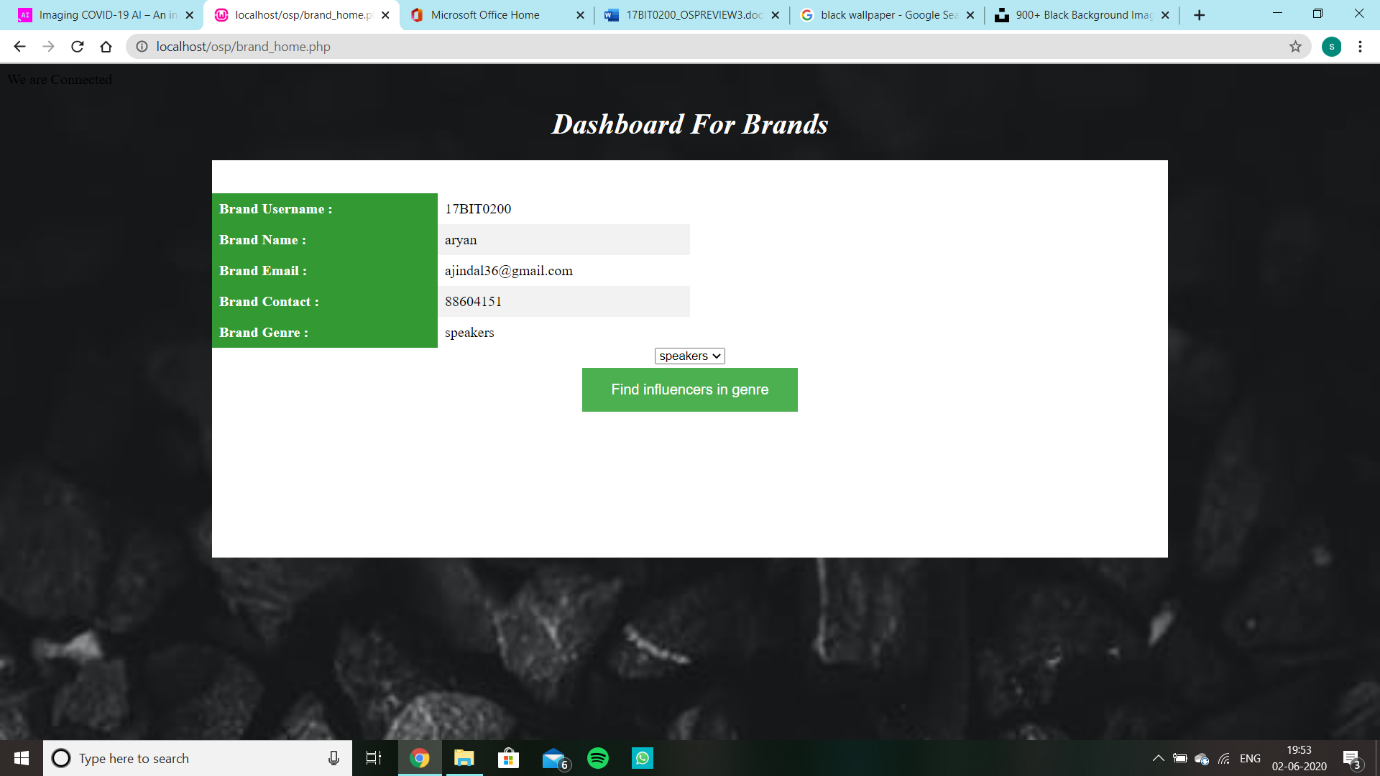 Imaging COVID-19 AI – An in
localhost/osp/brand_home.p
Microsoft Office Home
17BIT0200_OSPREVIEW3.doc
black wallpaper - Google Sea
900+ Black Background Imag
localhost/osp/brand_home.php
S
We are Connected
Dashboard For Brands
Brand Username : 17BIT0200
Brand Name : aryan
Brand Email : ajindal36@gmail.com
Brand Contact : 88604151
Brand Genre : speakers
speakers
Find influencers in genre
Type here to search
6
ENG
19:53
02-06-2020
3